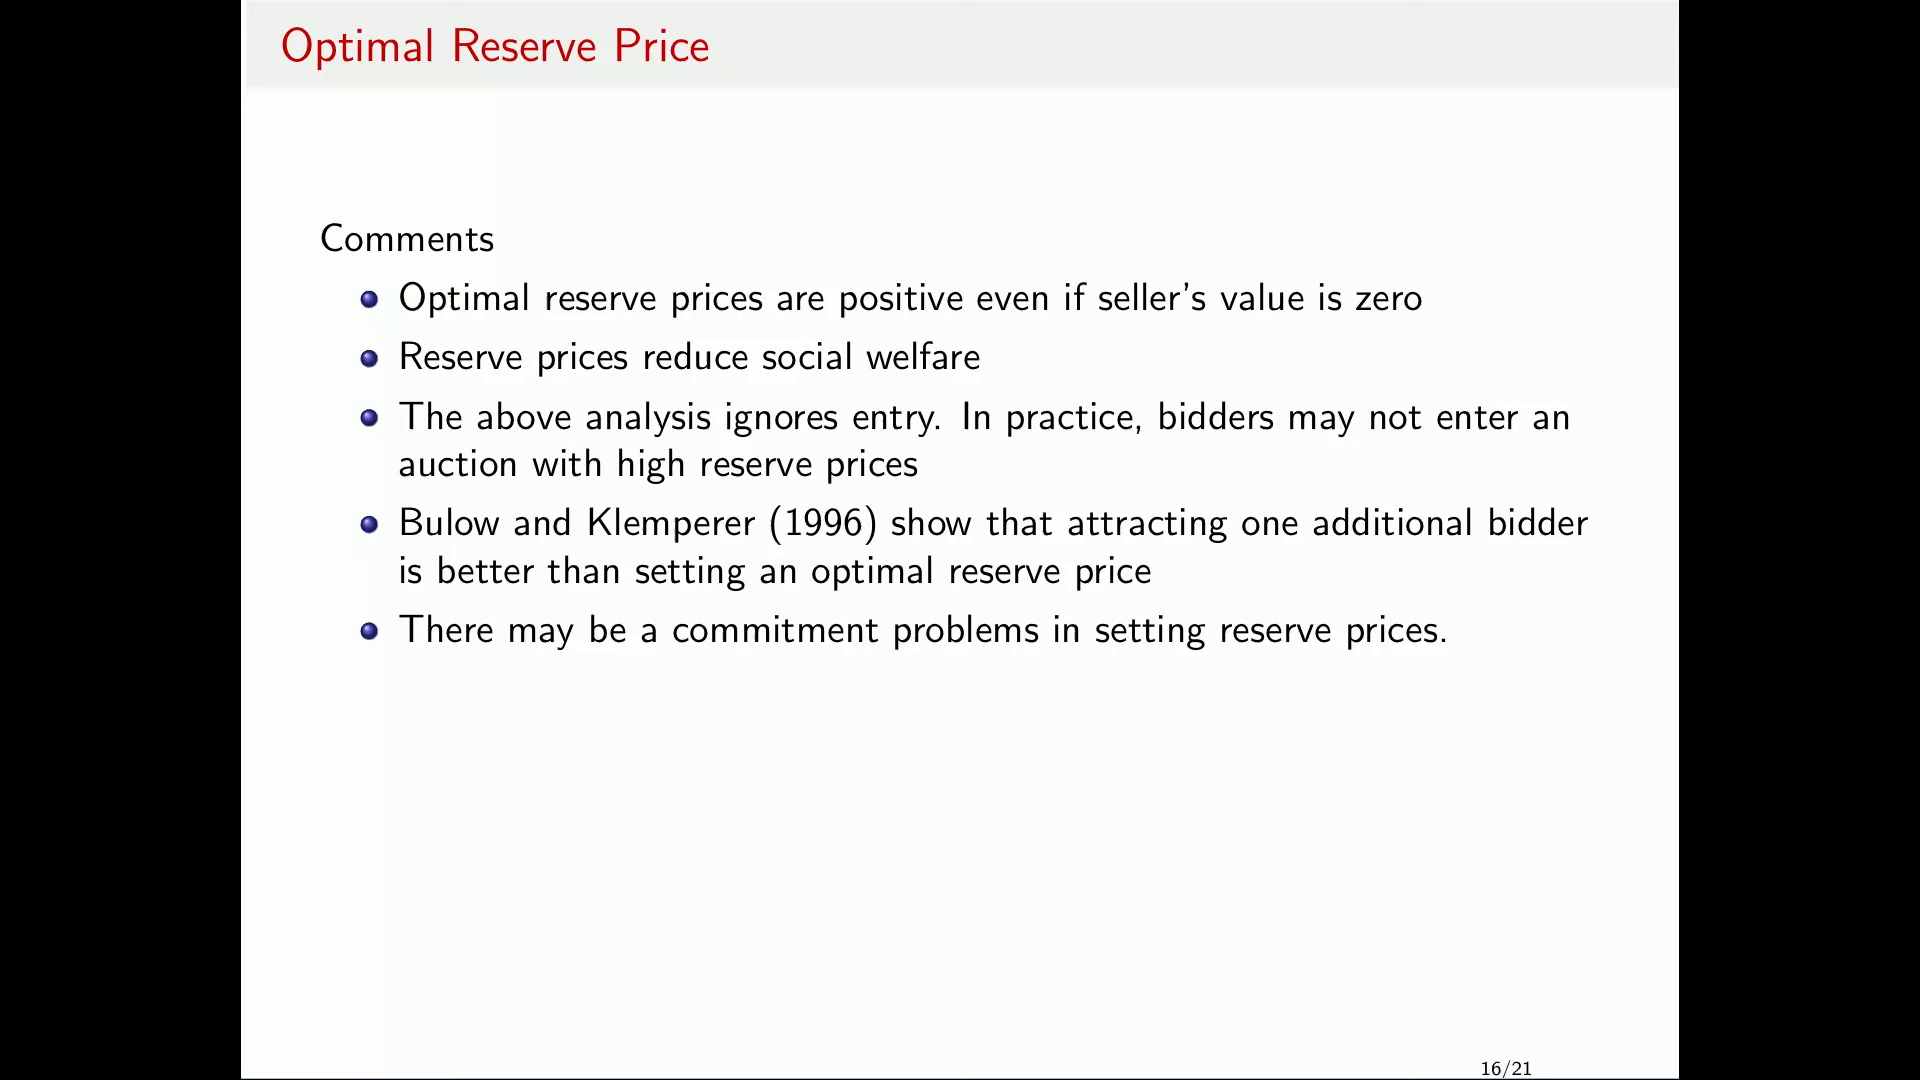 Optimal Reserve Price
Comments
Optimal reserve prices are positive even if seller's value is zero
Reserve prices reduce social welfare
The above analysis ignores entry. In practice, bidders may not enter an
auction with high reserve prices
Bulow and Klemperer (1996) show that attracting one additional bidder
is better than setting an optimal reserve price
There may be a commitment problems in setting reserve prices.
16/21